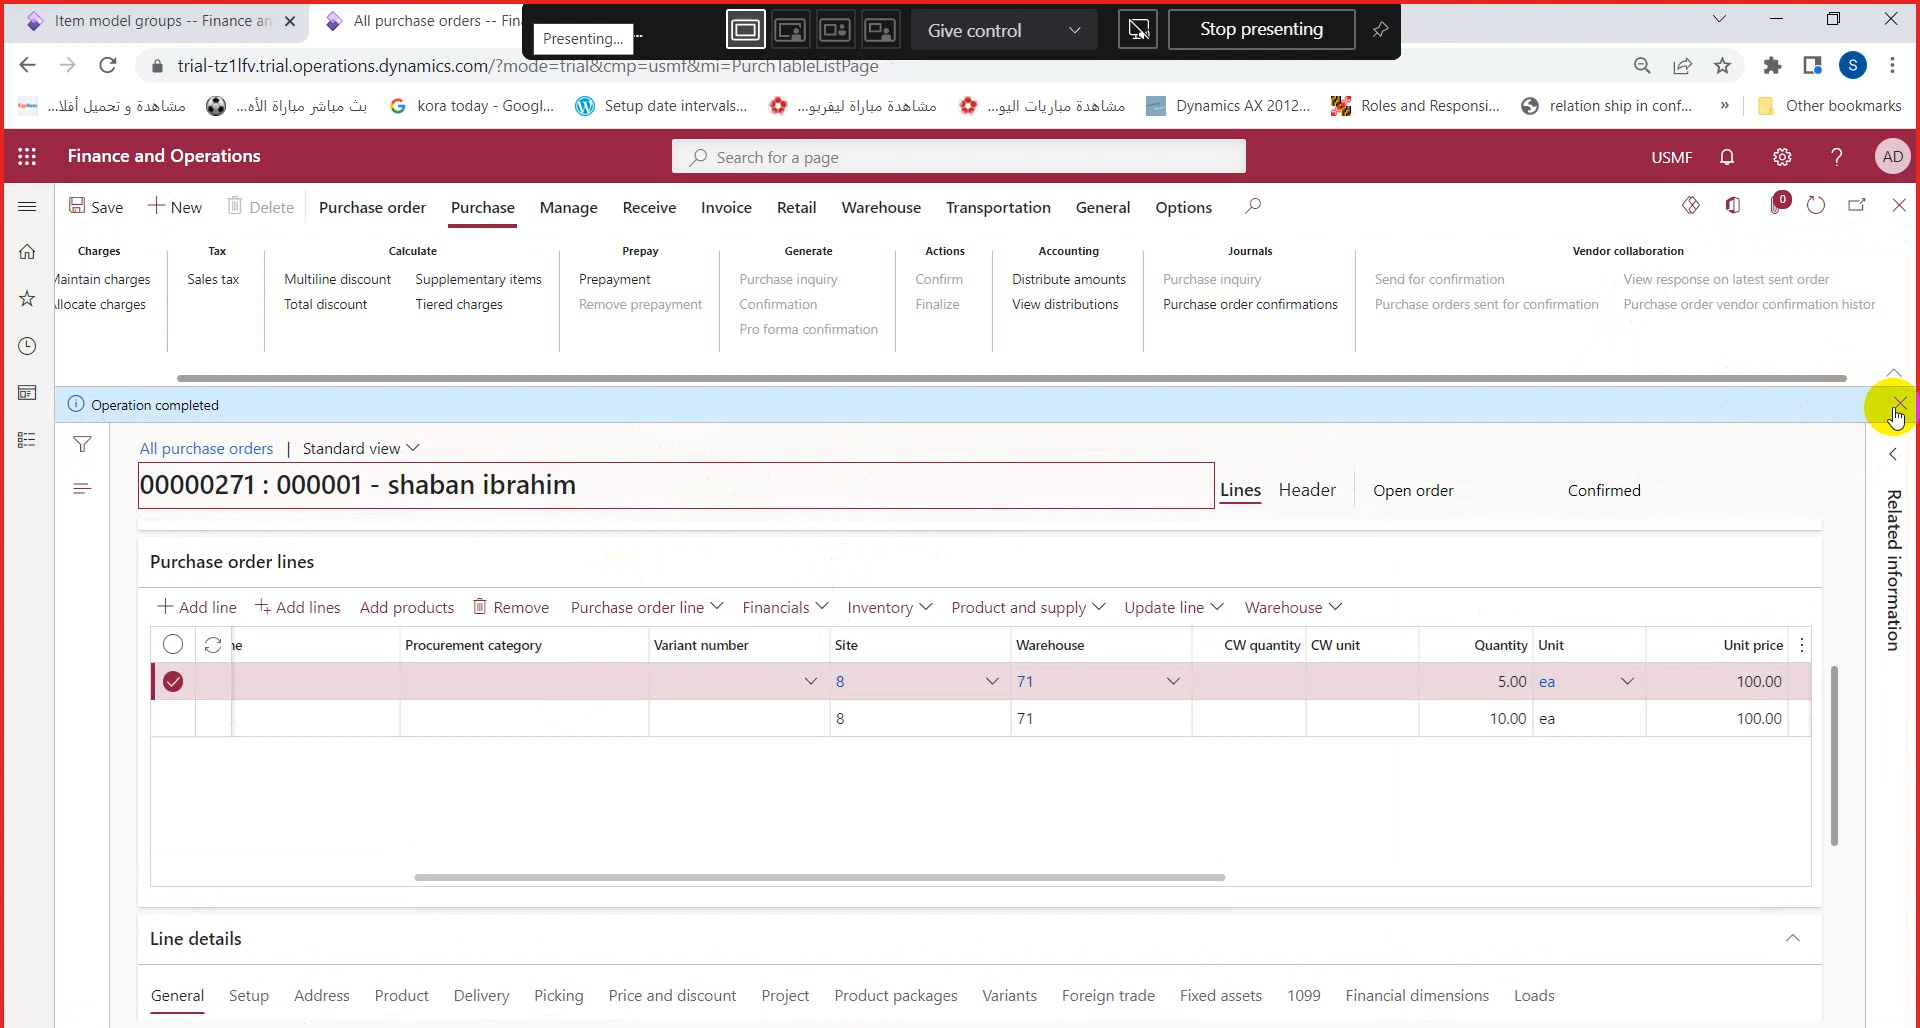 Item model groups -- Finance an
All purchase orders -- Fin
Presenting...
...
Give control
Stop presenting
trial-tz1lfv.trial.operations.dynamics.com/?mode=trial&cmp=usmf&mi=PurchTableListPage
S
مشاهدة و تحميل أفلا...
بث مباشر مباراة الأه...
kora today - Googl...
Setup date intervals...
مشاهدة مباراة ليفربو...
مشاهدة مباريات اليو...
Dynamics AX 2012...
Roles and Responsi...
relation ship in conf...
»
Other bookmarks
Finance and Operations
Search for a page
USMF
?
AD
Save
New
Delete
Purchase order
Purchase
Manage
Receive
Invoice
Retail
Warehouse
Transportation
General
Options
0
Charges
Maintain charges
Allocate charges
Tax
Sales tax
Calculate
Multiline discount
Total discount
Supplementary items
Tiered charges
Prepay
Prepayment
Remove prepayment
Generate
Purchase inquiry
Confirmation
Pro forma confirmation
Actions
Confirm
Finalize
Accounting
Distribute amounts
View distributions
Journals
Purchase inquiry
Purchase order confirmations
Vendor collaboration
Send for confirmation
Purchase orders sent for confirmation
View response on latest sent order
Purchase order vendor confirmation histor
Operation completed
All purchase orders | Standard view
00000271 : 000001 - shaban ibrahim
Lines
Header
Open order
Confirmed
Related information
Purchase order lines
Add line
Add lines
Add products
Remove
Purchase order line
Financials
Inventory
Product and supply
Update line
Warehouse
Procurement category Variant number Site Warehouse CW quantity CW unit Quantity Unit Unit price
8 71 5.00 ea 100.00
8 71 10.00 ea 100.00
Line details
General Setup Address Product Delivery Picking Price and discount Project Product packages Variants Foreign trade Fixed assets 1099 Financial dimensions Loads